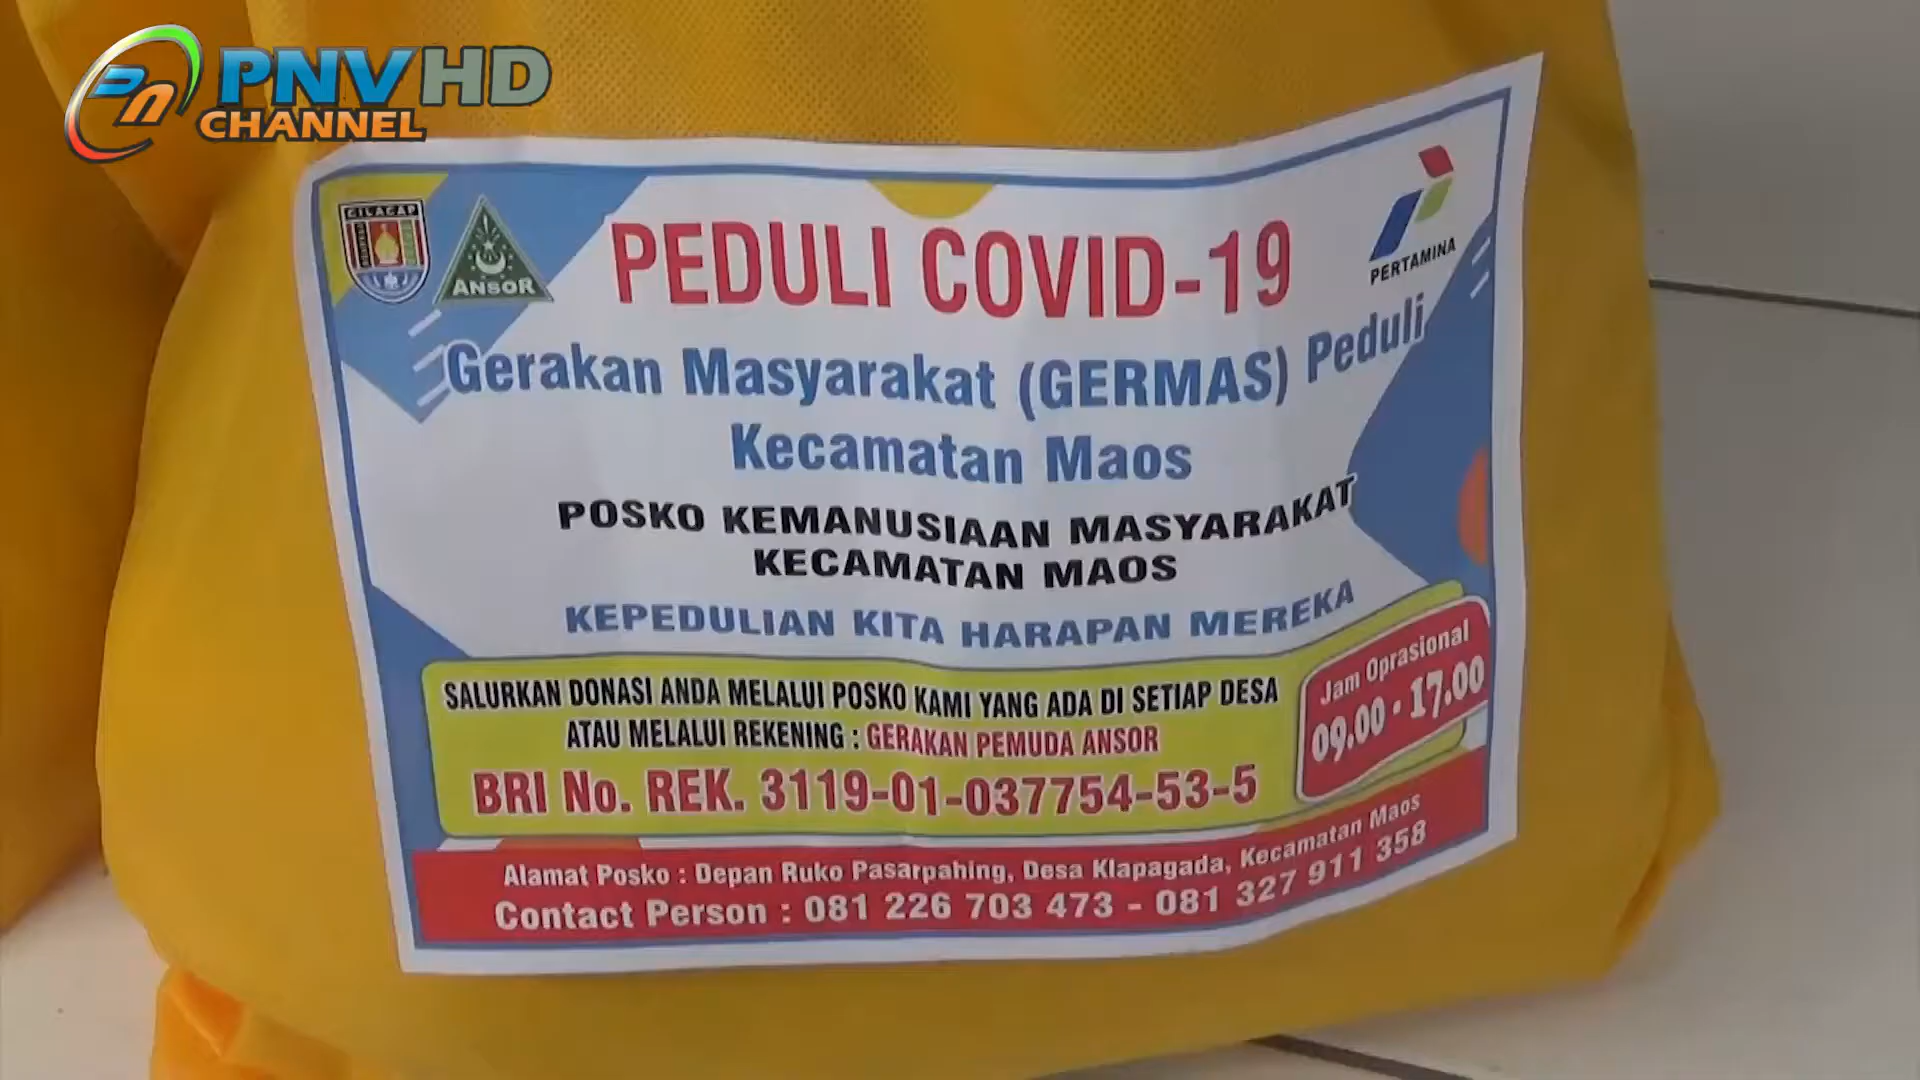 PNV HD
CHANNEL
CILACAP
ANSOR
PERTAMINA
PEDULI COVID-19
Gerakan Masyarakat (GERMAS) Peduli
Kecamatan Maos
POSKO KEMANUSIAAN MASYARAKAT
KECAMATAN MAOS
KEPEDULIAN KITA HARAPAN MEREKA
SALURKAN DONASI ANDA MELALUI POSKO KAMI YANG ADA DI SETIAP DESA
ATAU MELALUI REKENING : GERAKAN PEMUDA ANSOR
BRI No. REK. 3119-01-037754-53-5
Jam Oprasional
09.00 - 17.00
Alamat Posko : Depan Ruko Pasarpahing, Desa Klapagada, Kecamatan Maos
Contact Person : 081 226 703 473 - 081 327 911 358